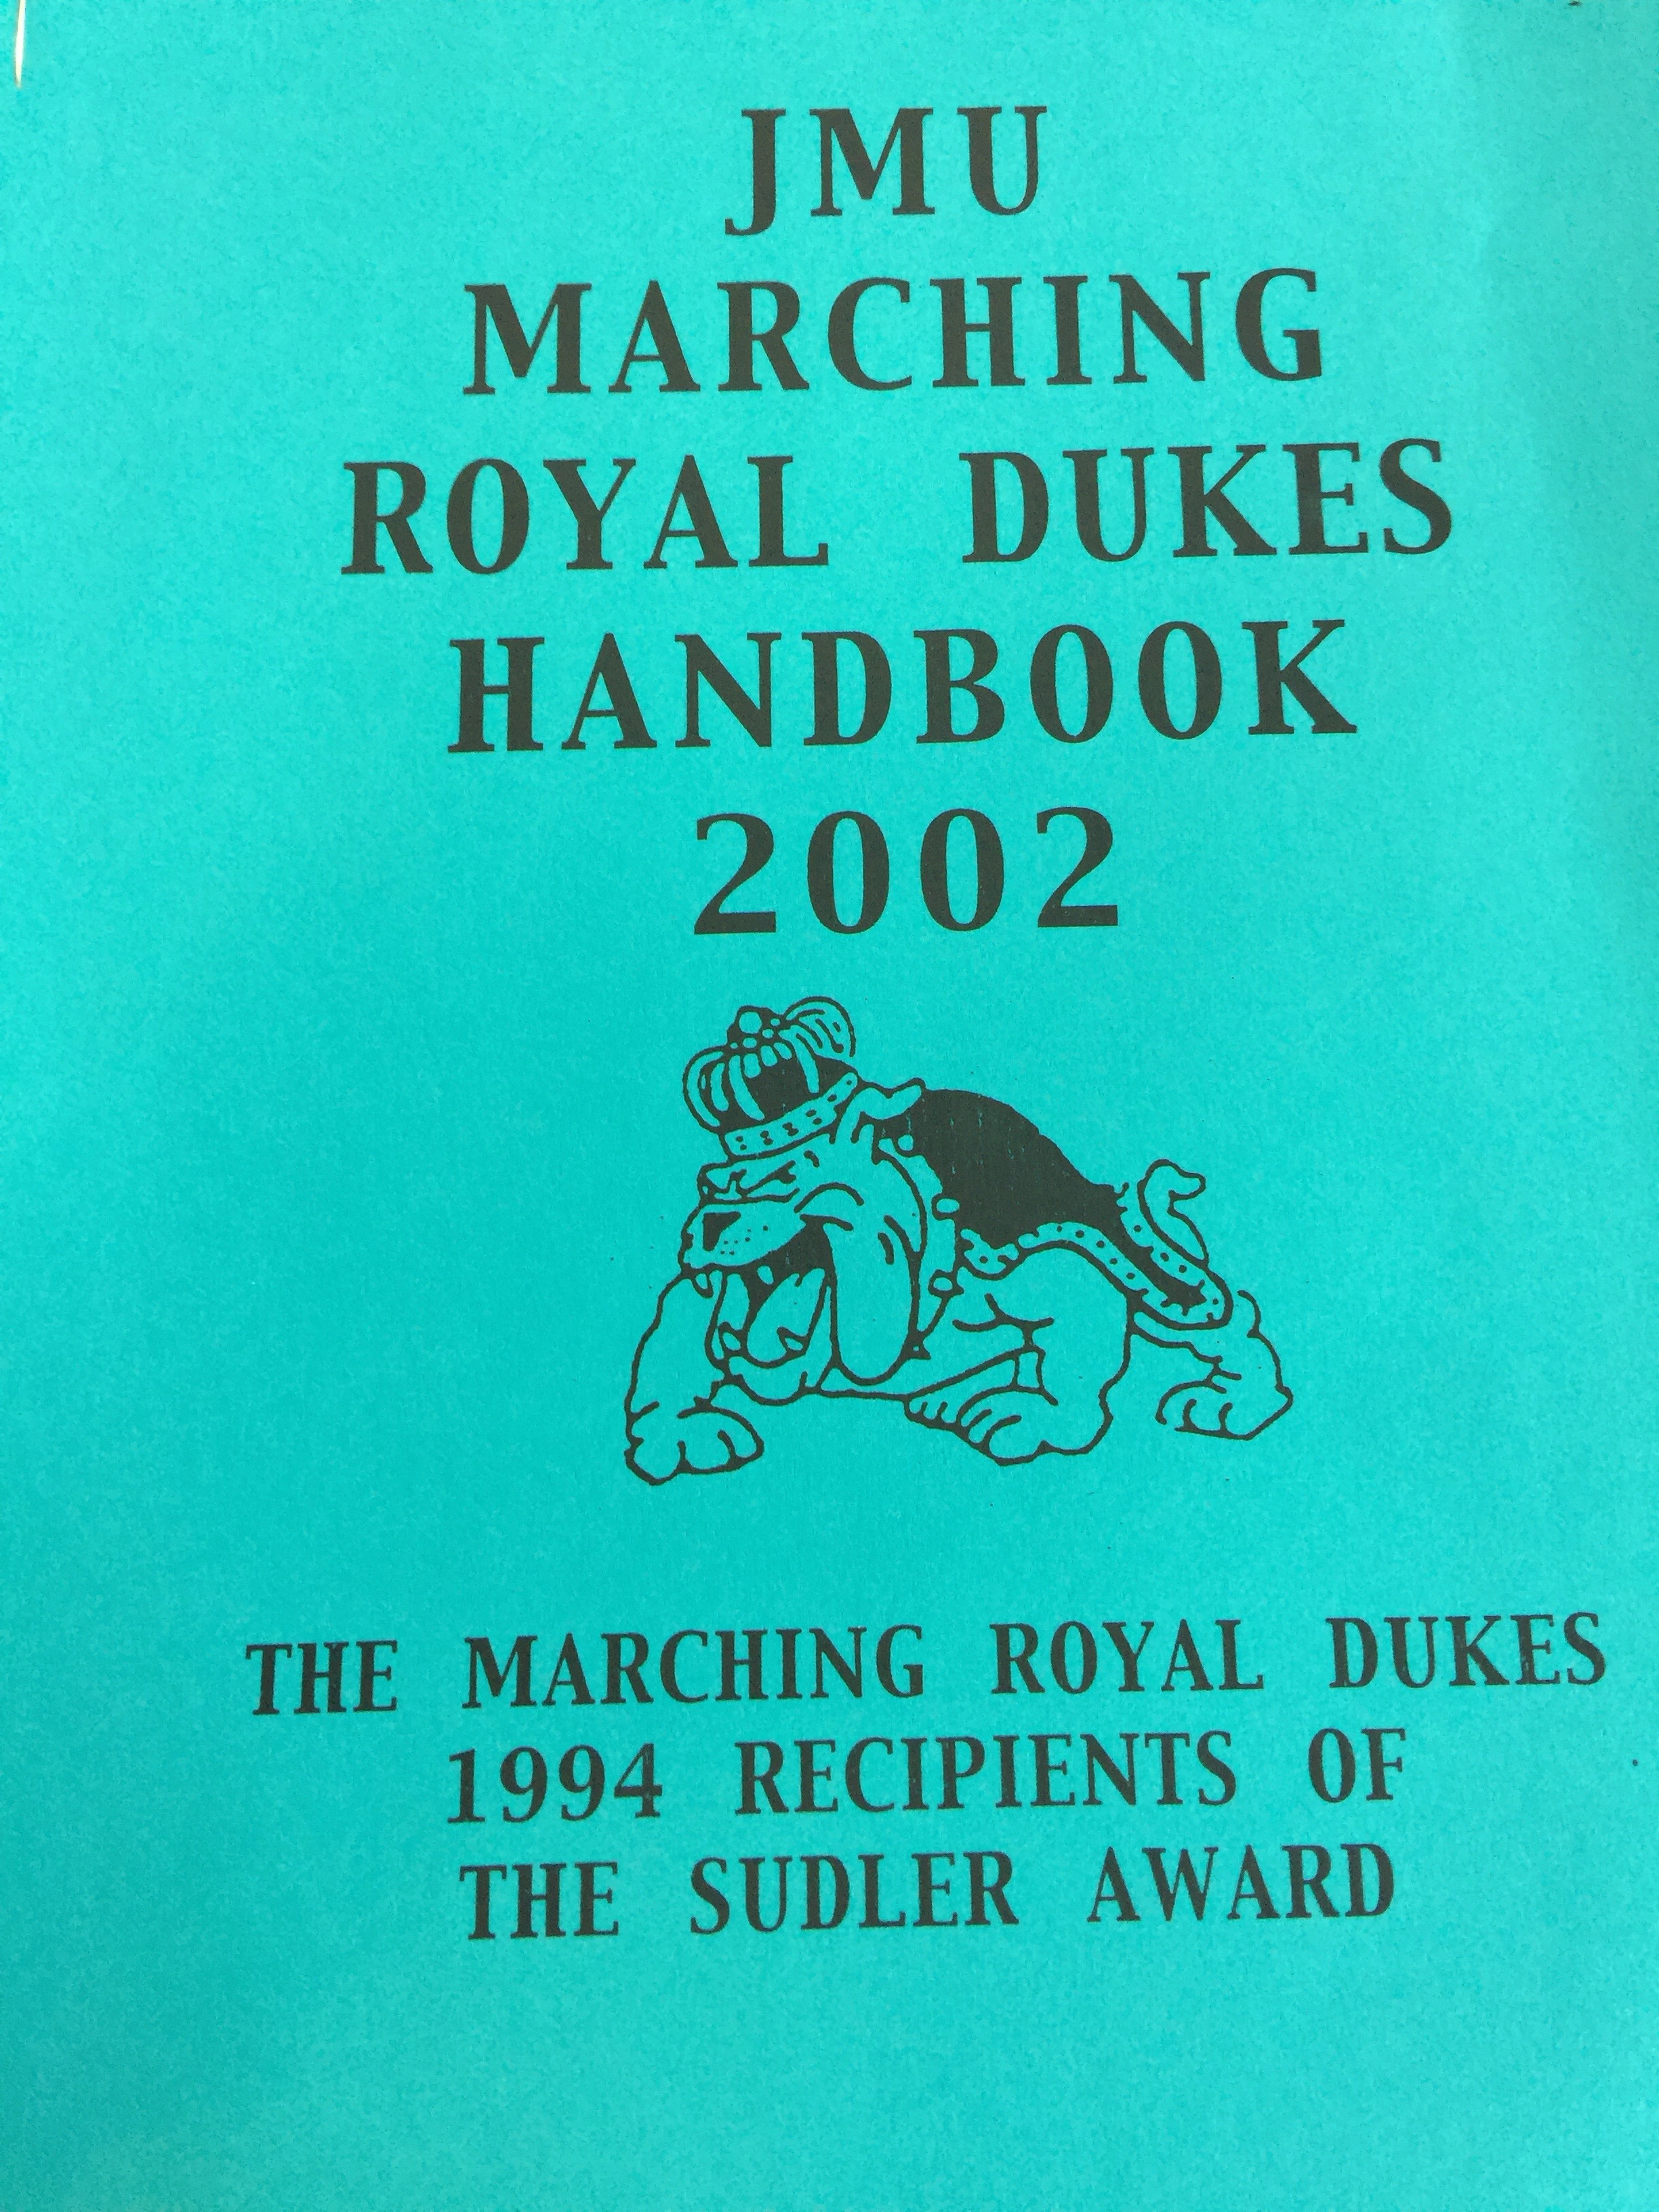 JMU
MARCHING
ROYAL DUKES
HANDBOOK
2002
THE MARCHING ROYAL DUKES
1994 RECIPIENTS OF
THE SUDLER AWARD